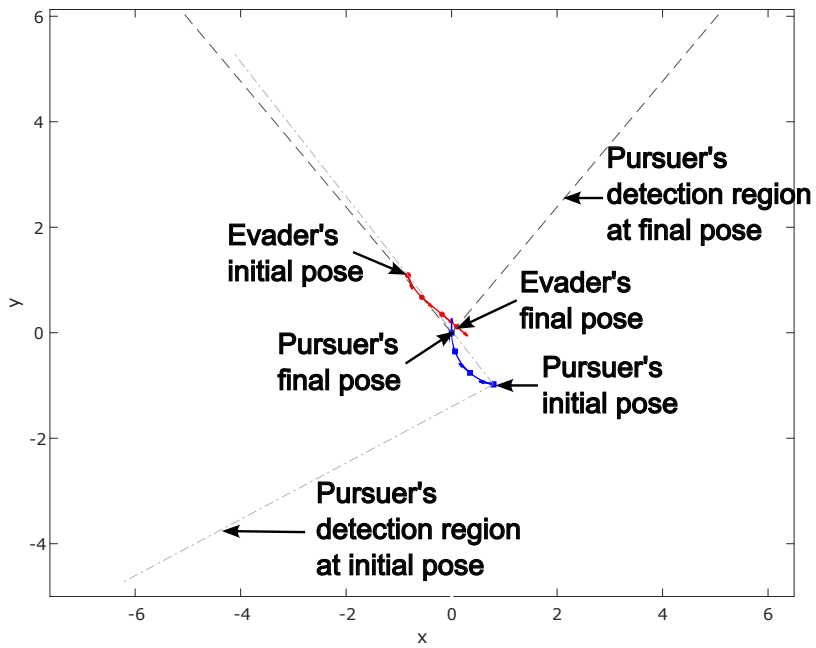 6
4
2
0
-2
-4
y
Pursuer's
detection region
at final pose
Evader's
initial pose
Evader's
final pose
Pursuer's
final pose
Pursuer's
initial pose
Pursuer's
detection region
at initial pose
-6 -4 -2 0 2 4 6
x